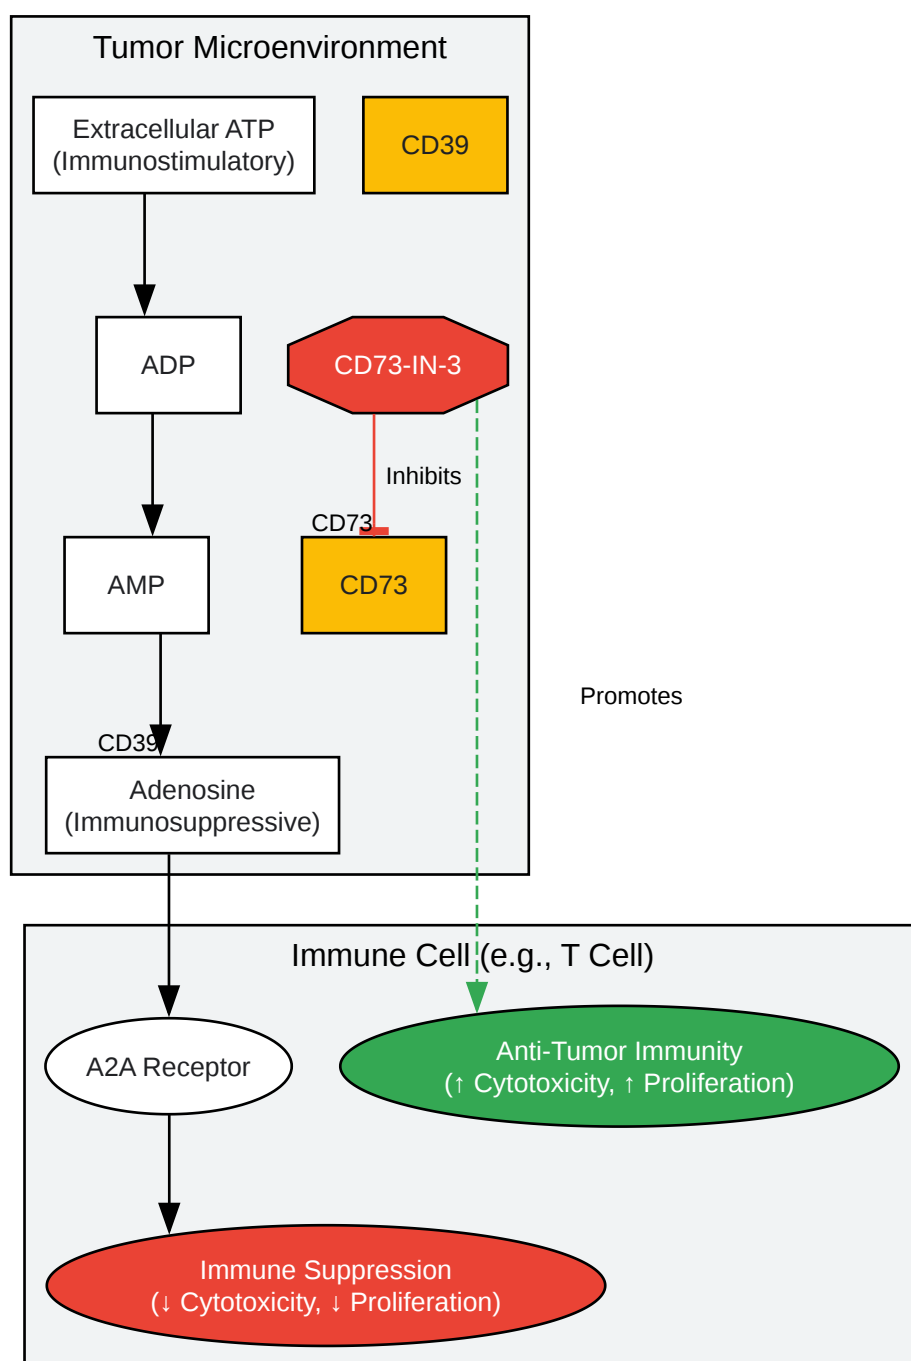 Tumor Microenvironment
Extracellular ATP
(Immunostimulatory)
CD39
ADP
CD73-IN-3
Inhibits
CD73
AMP
CD73
Promotes
CD39
Adenosine
(Immunosuppressive)
Immune Cell (e.g., T Cell)
A2A Receptor
Anti-Tumor Immunity
(↑ Cytotoxicity, ↑ Proliferation)
Immune Suppression
(↓ Cytotoxicity, ↓ Proliferation)